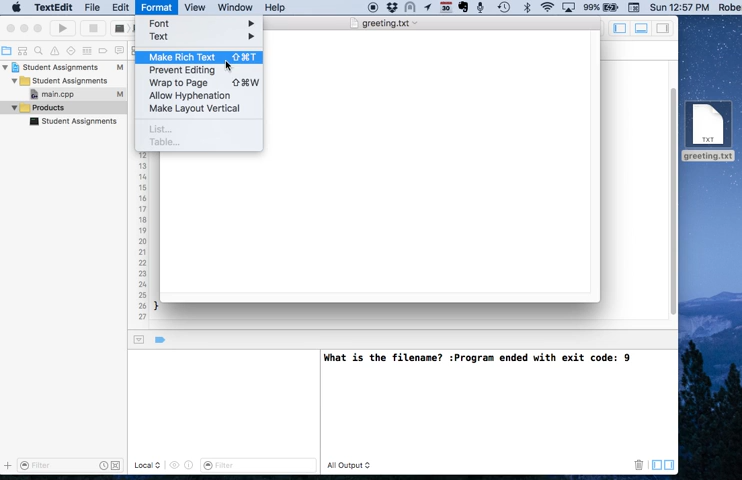 TextEdit File Edit Format View Window Help 99% Sun 12:57 PM Robe
30
greeting.txt
Font
Text
Make Rich Text ⇧⌘T
Prevent Editing
Wrap to Page ⇧⌘W
Allow Hyphenation
Make Layout Vertical
List...
Table...
Student Assignments M
Student Assignments
main.cpp M
Products
Student Assignments
12
13
14
15
16
17
18
19
20
21
22
23
24
25
26 }
27
TXT
greeting.txt
What is the filename? :Program ended with exit code: 9
Filter
Local
Filter
All Output